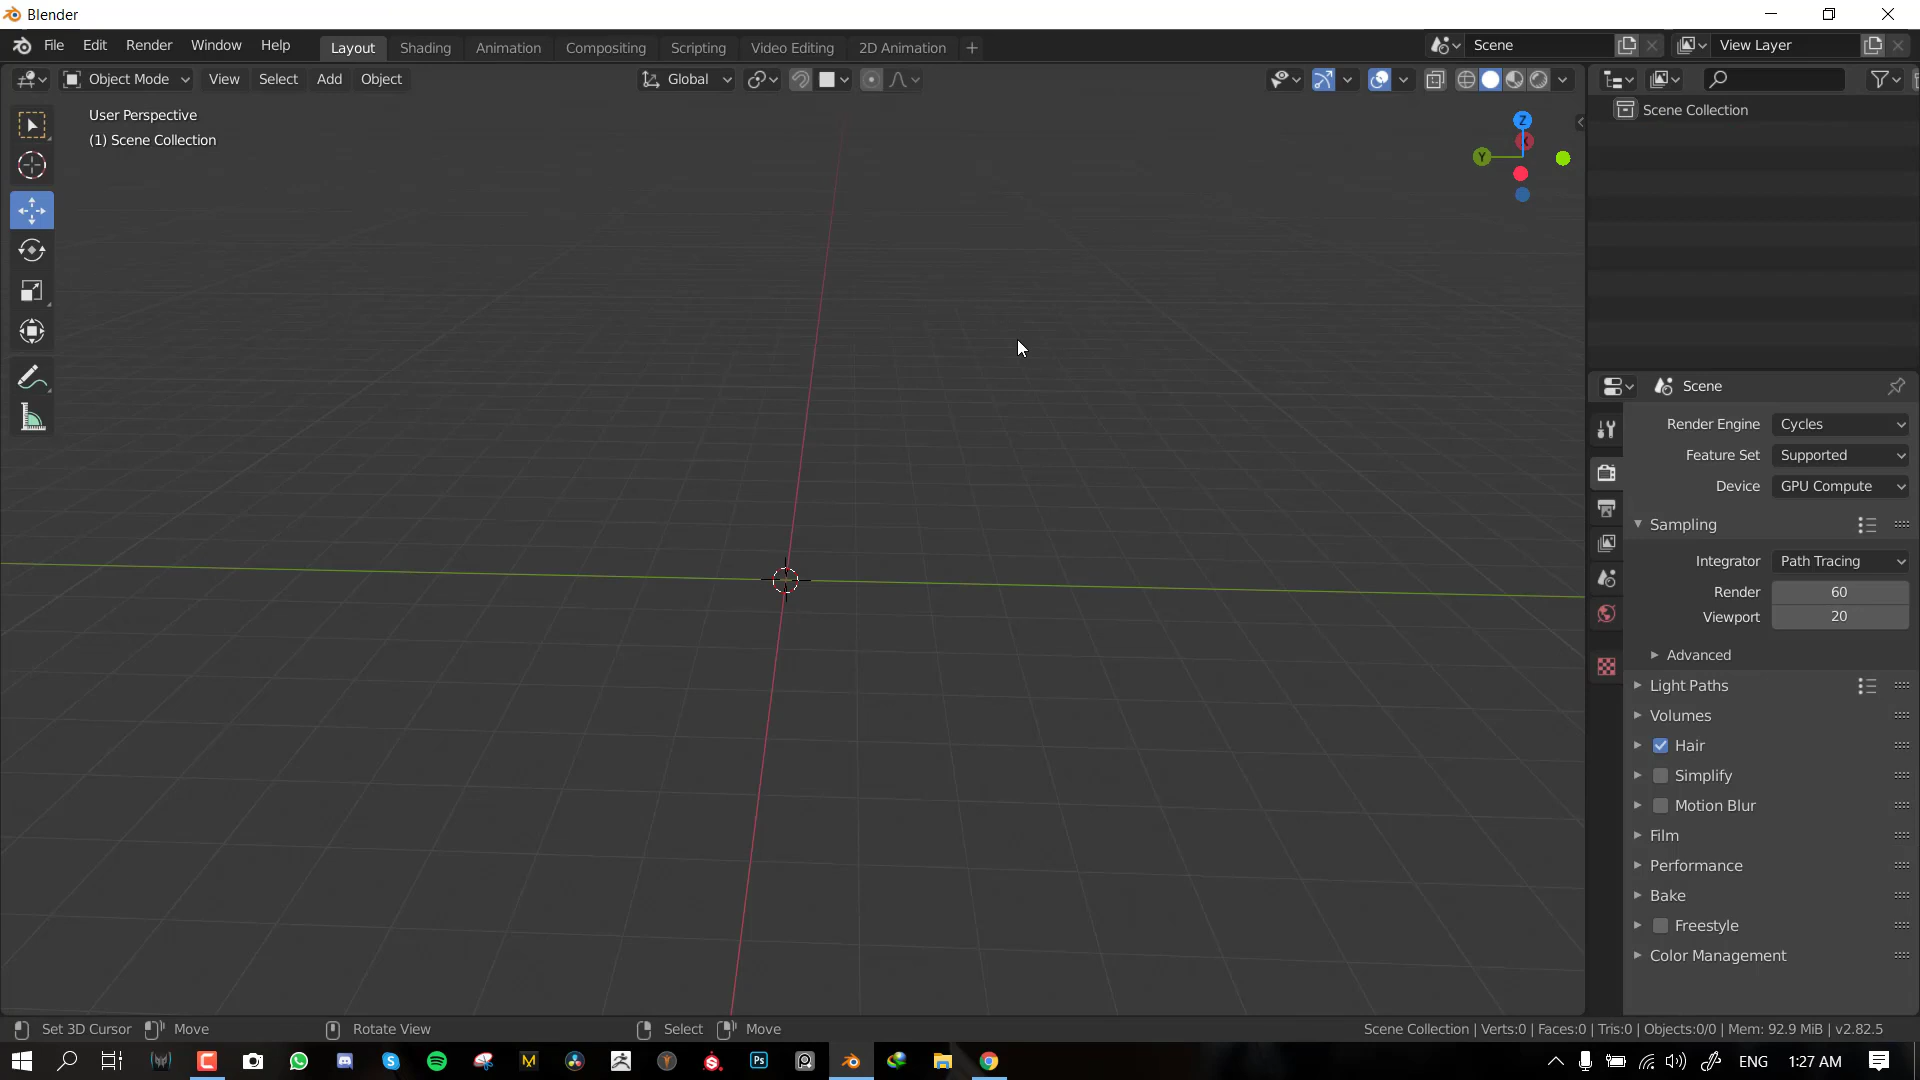 Blender
File Edit Render Window Help Layout Shading Animation Compositing Scripting Video Editing 2D Animation + Scene View Layer
Object Mode View Select Add Object Global
User Perspective
(1) Scene Collection
Z
Y
X
Scene Collection
Scene
Render Engine Cycles
Feature Set Supported
Device GPU Compute
Sampling
Integrator Path Tracing
Render 60
Viewport 20
Advanced
Light Paths
Volumes
Hair
Simplify
Motion Blur
Film
Performance
Bake
Freestyle
Color Management
Set 3D Cursor Move Rotate View Select Move Scene Collection | Verts:0 | Faces:0 | Tris:0 | Objects:0/0 | Mem: 92.9 MiB | v2.82.5
Ps ENG 1:27 AM